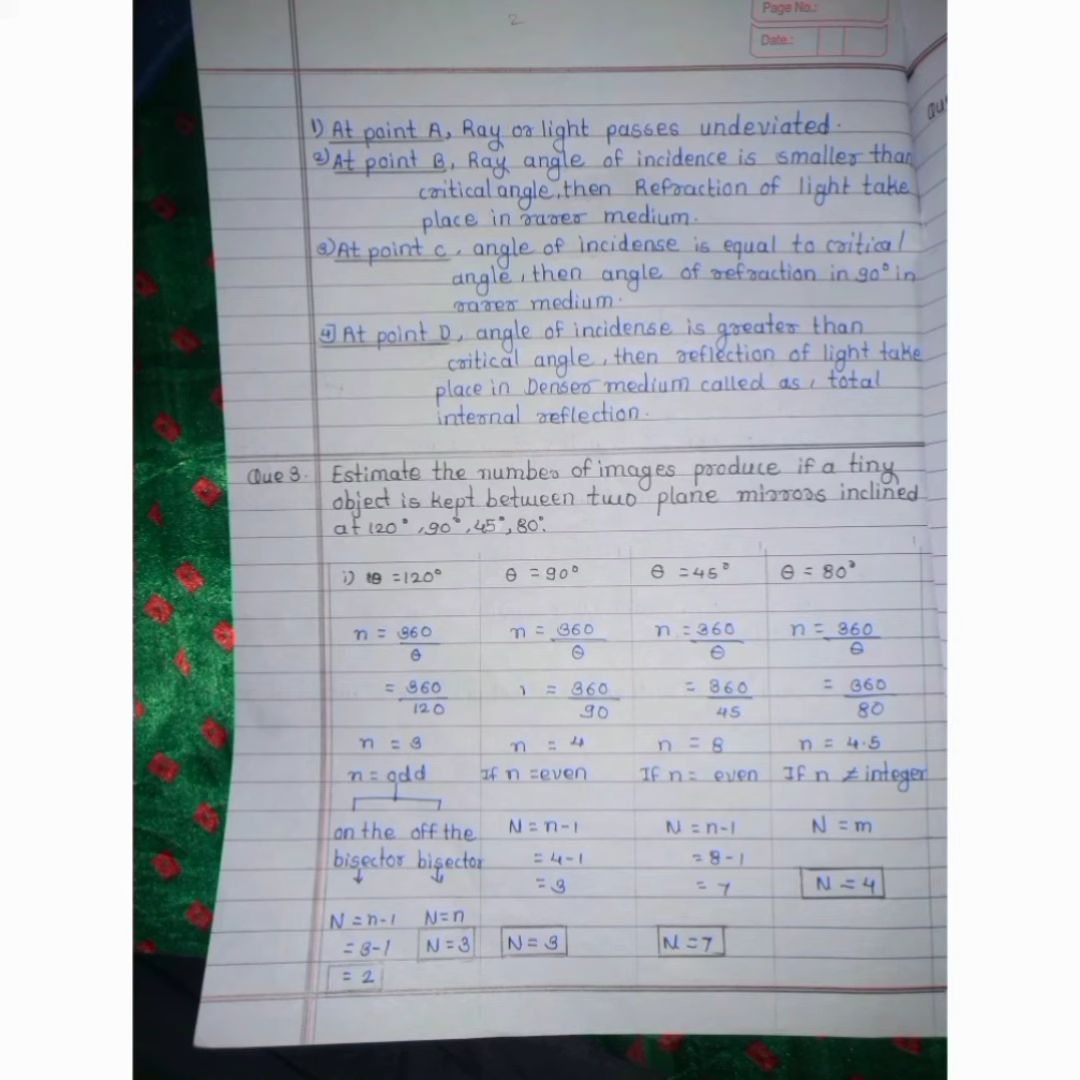 2
Page No.:
Date.:
Que
1) At point A, Ray or light passes undeviated.
2) At point B, Ray angle of incidence is smaller than
critical angle, then Refraction of light take
place in rarer medium.
3) At point C, angle of incidense is equal to critical
angle, then angle of refraction in 90° in
rarer medium.
4) At point D, angle of incidense is greater than
critical angle, then reflection of light take
place in Denser medium called as, total
internal reflection.
Que 3. Estimate the number of images produce if a tiny
object is kept between two plane mirrors inclined
at 120°, 90°, 45°, 80°.
i) θ = 120° θ = 90° θ = 45° θ = 80°
n = 360/θ n = 360/θ n = 360/θ n = 360/θ
= 360/120 = 360/90 = 360/45 = 360/80
n = 3 n = 4 n = 8 n = 4.5
n = odd If n = even If n = even If n ≠ integer
on the off the N = n-1 N = n-1 N = m
bisector bisector = 4-1 = 8-1
= 3 = 7 N = 4
N = n-1 N = n
= 3-1 N = 3 N = 3 N = 7
= 2